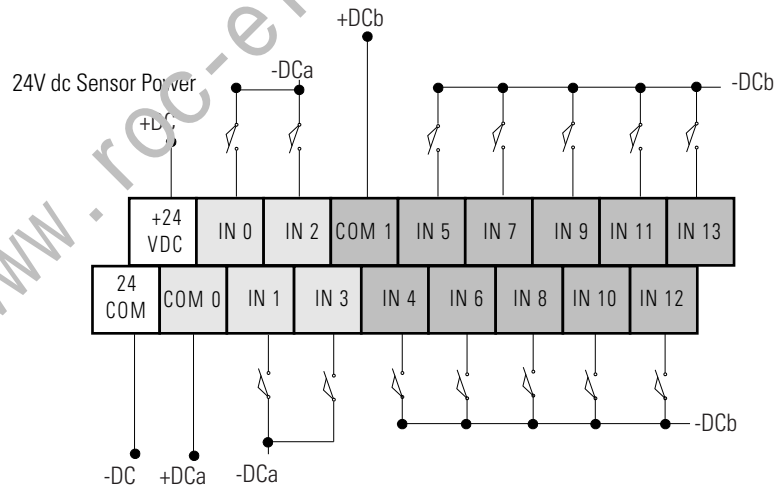 +DCb
24V dc Sensor Power
-DCa
-DCb
+DC
+24 VDC
IN 0
IN 2
COM 1
IN 5
IN 7
IN 9
IN 11
IN 13
24 COM
COM 0
IN 1
IN 3
IN 4
IN 6
IN 8
IN 10
IN 12
-DCb
-DC
+DCa
-DCa
www.roc-e